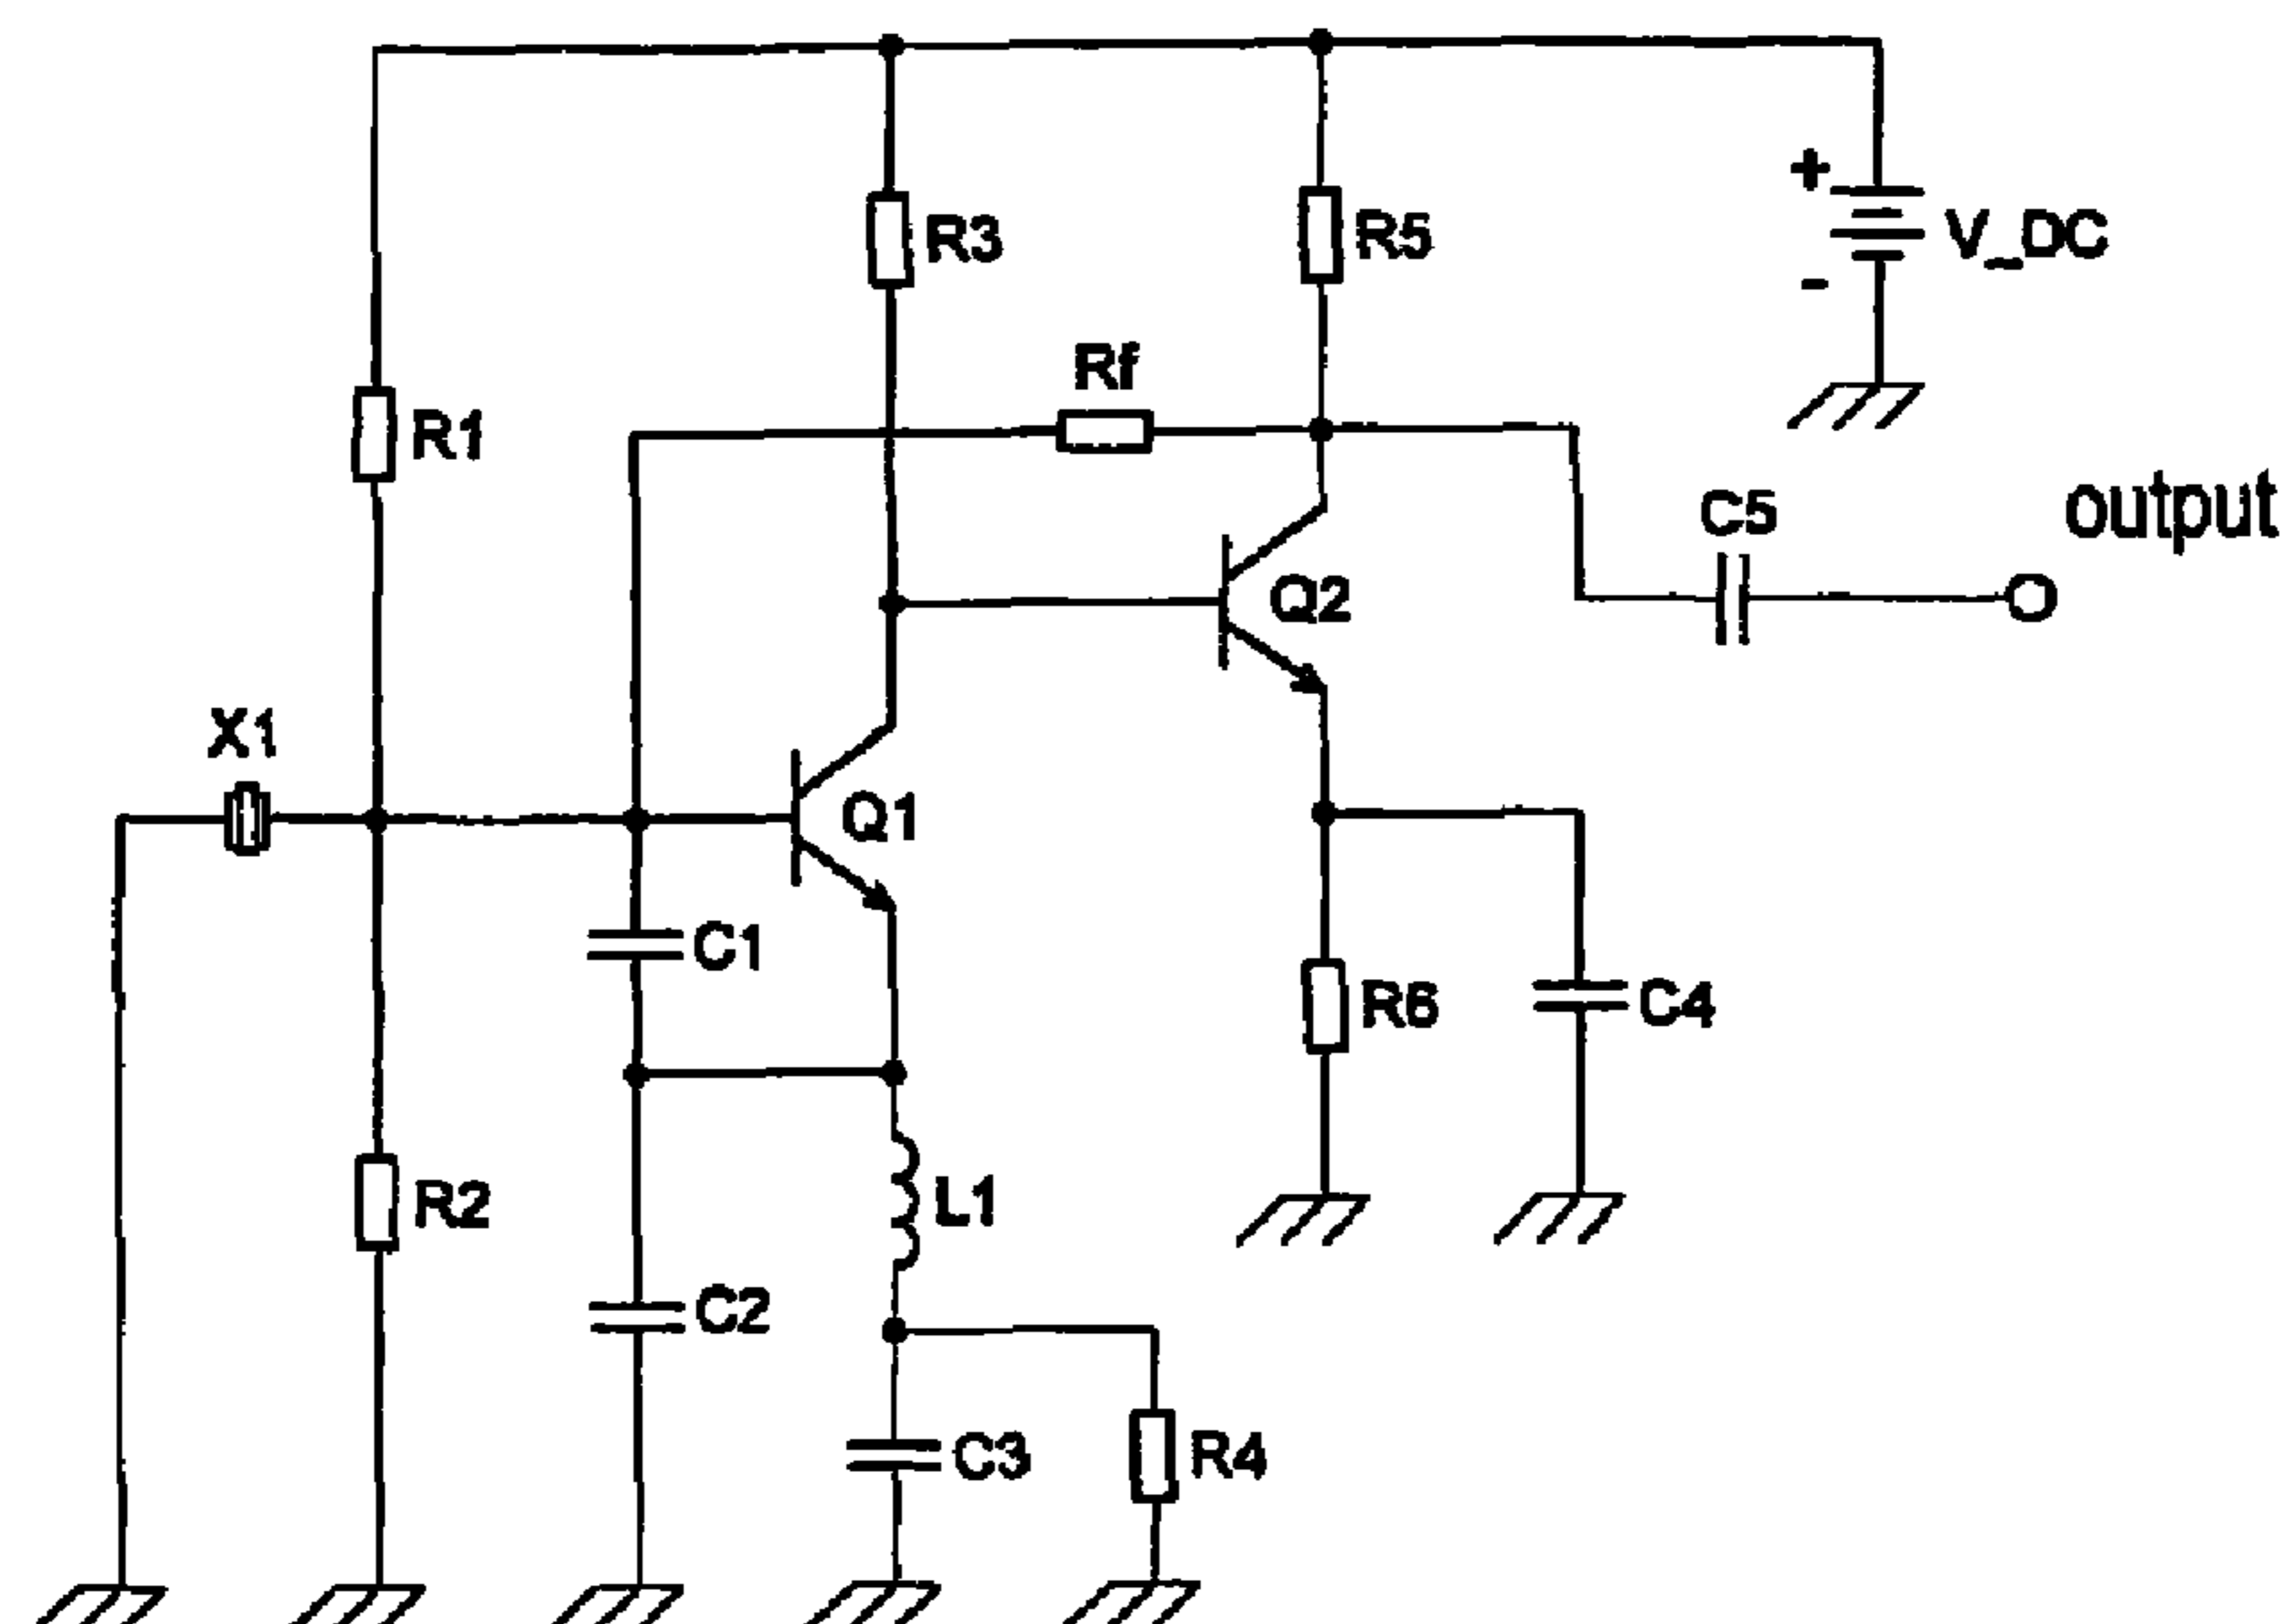 R3
R5
+
V_DC
-
Rf
R1
C5
output
Q2
X1
Q1
C1
R6
C4
R2
L1
C2
C3
R4